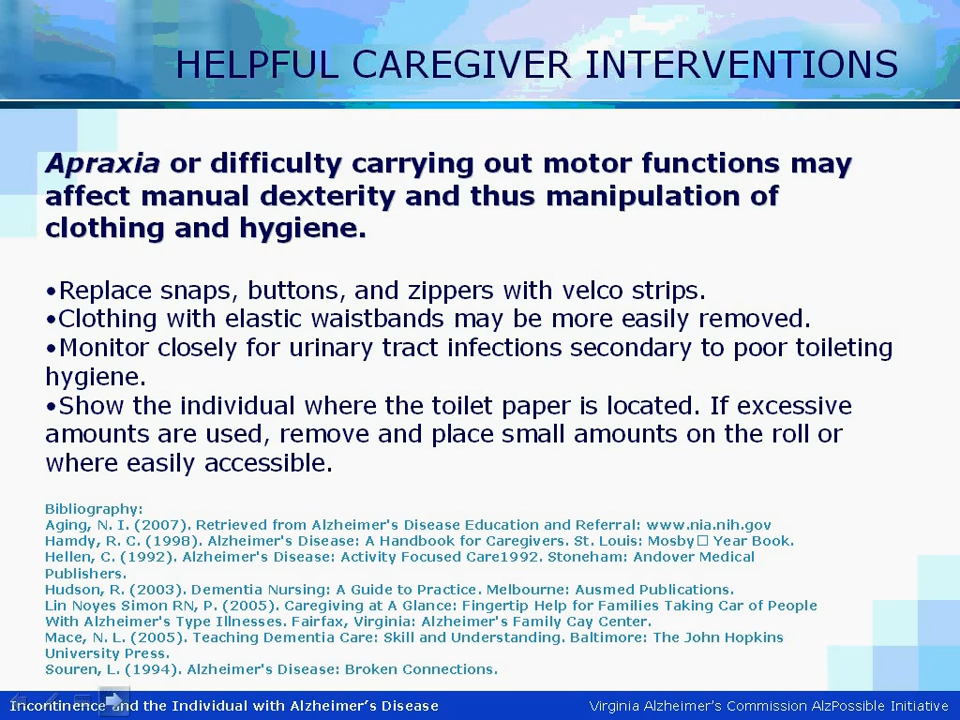 HELPFUL CAREGIVER INTERVENTIONS
Apraxia or difficulty carrying out motor functions may
affect manual dexterity and thus manipulation of
clothing and hygiene.
•Replace snaps, buttons, and zippers with velco strips.
•Clothing with elastic waistbands may be more easily removed.
•Monitor closely for urinary tract infections secondary to poor toileting
hygiene.
•Show the individual where the toilet paper is located. If excessive
amounts are used, remove and place small amounts on the roll or
where easily accessible.
Bibliography:
Aging, N. I. (2007). Retrieved from Alzheimer's Disease Education and Referral: www.nia.nih.gov
Hamdy, R. C. (1998). Alzheimer's Disease: A Handbook for Caregivers. St. Louis: Mosby□ Year Book.
Hellen, C. (1992). Alzheimer's Disease: Activity Focused Care1992. Stoneham: Andover Medical
Publishers.
Hudson, R. (2003). Dementia Nursing: A Guide to Practice. Melbourne: Ausmed Publications.
Lin Noyes Simon RN, P. (2005). Caregiving at A Glance: Fingertip Help for Families Taking Car of People
With Alzheimer's Type Illnesses. Fairfax, Virginia: Alzheimer's Family Cay Center.
Mace, N. L. (2005). Teaching Dementia Care: Skill and Understanding. Baltimore: The John Hopkins
University Press.
Souren, L. (1994). Alzheimer's Disease: Broken Connections.
Incontinence and the Individual with Alzheimer's Disease
Virginia Alzheimer's Commission AlzPossible Initiative